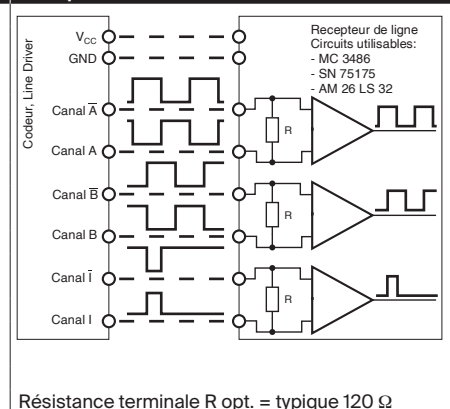 Recepteur de ligne
Circuits utilisables:
- MC 3486
- SN 75175
- AM 26 LS 32
Codeur, Line Driver
VCC
GND
Canal A̅
Canal A
Canal B̅
Canal B
Canal I̅
Canal I
R
R
R
Résistance terminale R opt. = typique 120 Ω